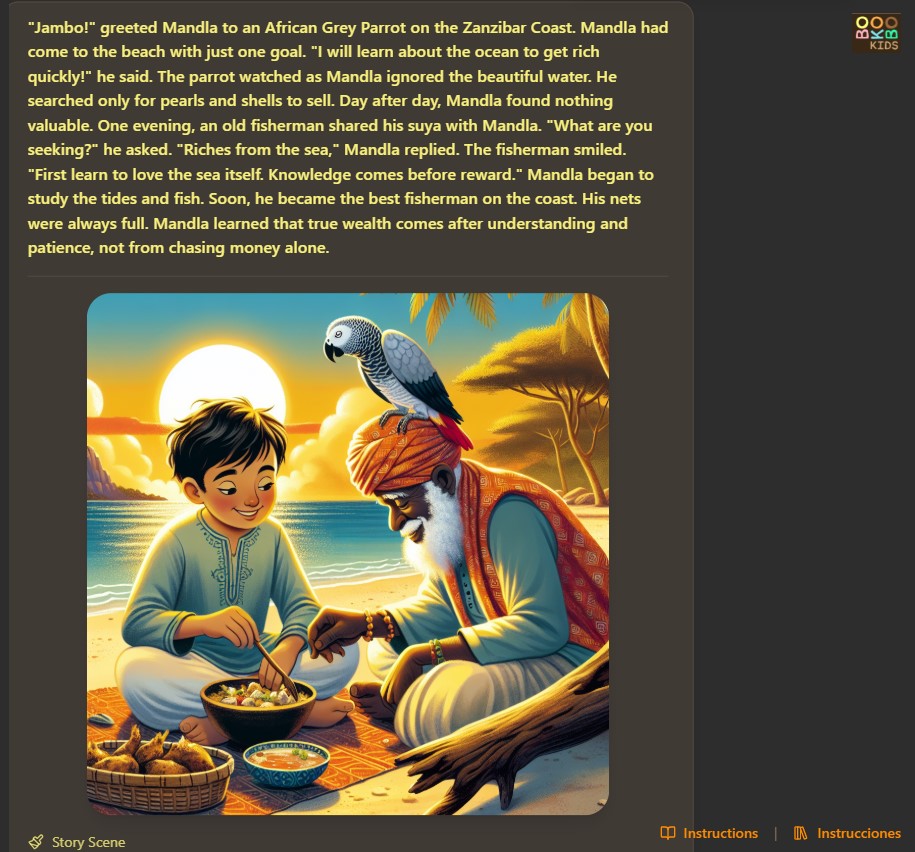 "Jambo!" greeted Mandla to an African Grey Parrot on the Zanzibar Coast. Mandla had
come to the beach with just one goal. "I will learn about the ocean to get rich
quickly!" he said. The parrot watched as Mandla ignored the beautiful water. He
searched only for pearls and shells to sell. Day after day, Mandla found nothing
valuable. One evening, an old fisherman shared his suya with Mandla. "What are you
seeking?" he asked. "Riches from the sea," Mandla replied. The fisherman smiled.
"First learn to love the sea itself. Knowledge comes before reward." Mandla began to
study the tides and fish. Soon, he became the best fisherman on the coast. His nets
were always full. Mandla learned that true wealth comes after understanding and
patience, not from chasing money alone.
BOOKBO
KIDS
Story Scene
Instructions | Instrucciones